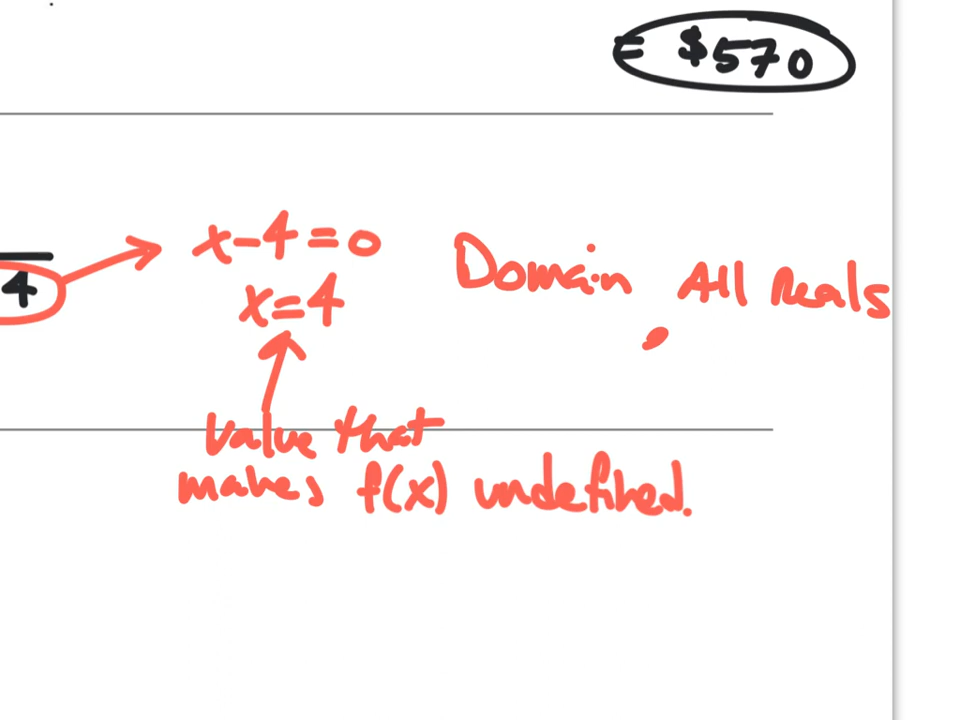 = $570
4
x-4=0
x=4
Domain All Reals
Value that
makes f(x) undefined.